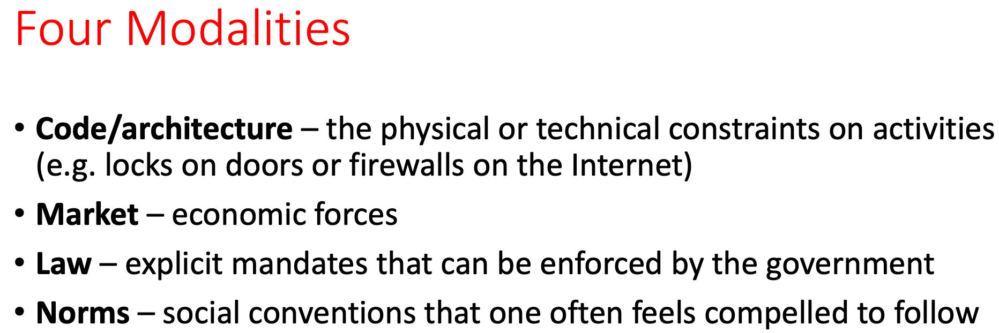 Four Modalities
• Code/architecture – the physical or technical constraints on activities
(e.g. locks on doors or firewalls on the Internet)
• Market – economic forces
• Law – explicit mandates that can be enforced by the government
• Norms – social conventions that one often feels compelled to follow